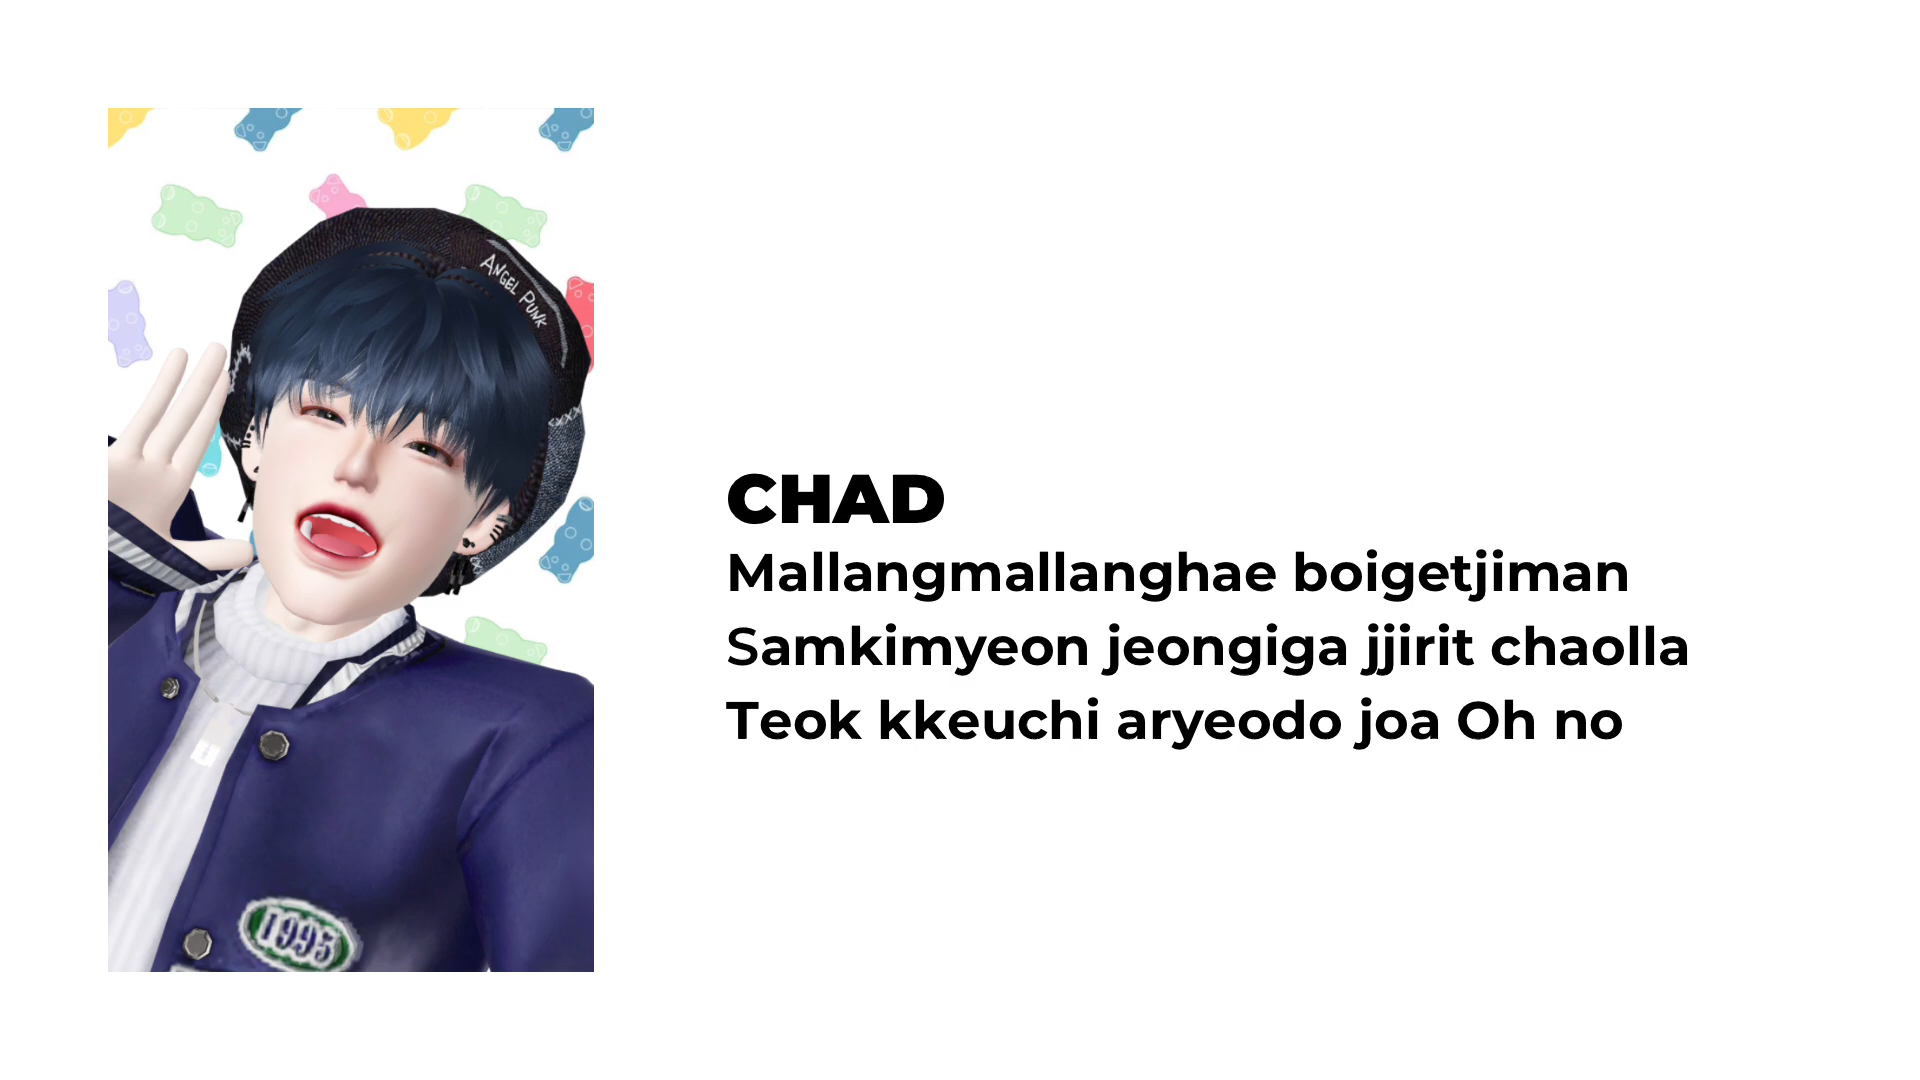 ANGEL PUNK
1995
CHAD
Mallangmallanghae boigetjiman
Samkimyeon jeongiga jjirit chaolla
Teok kkeuchi aryeodo joa Oh no